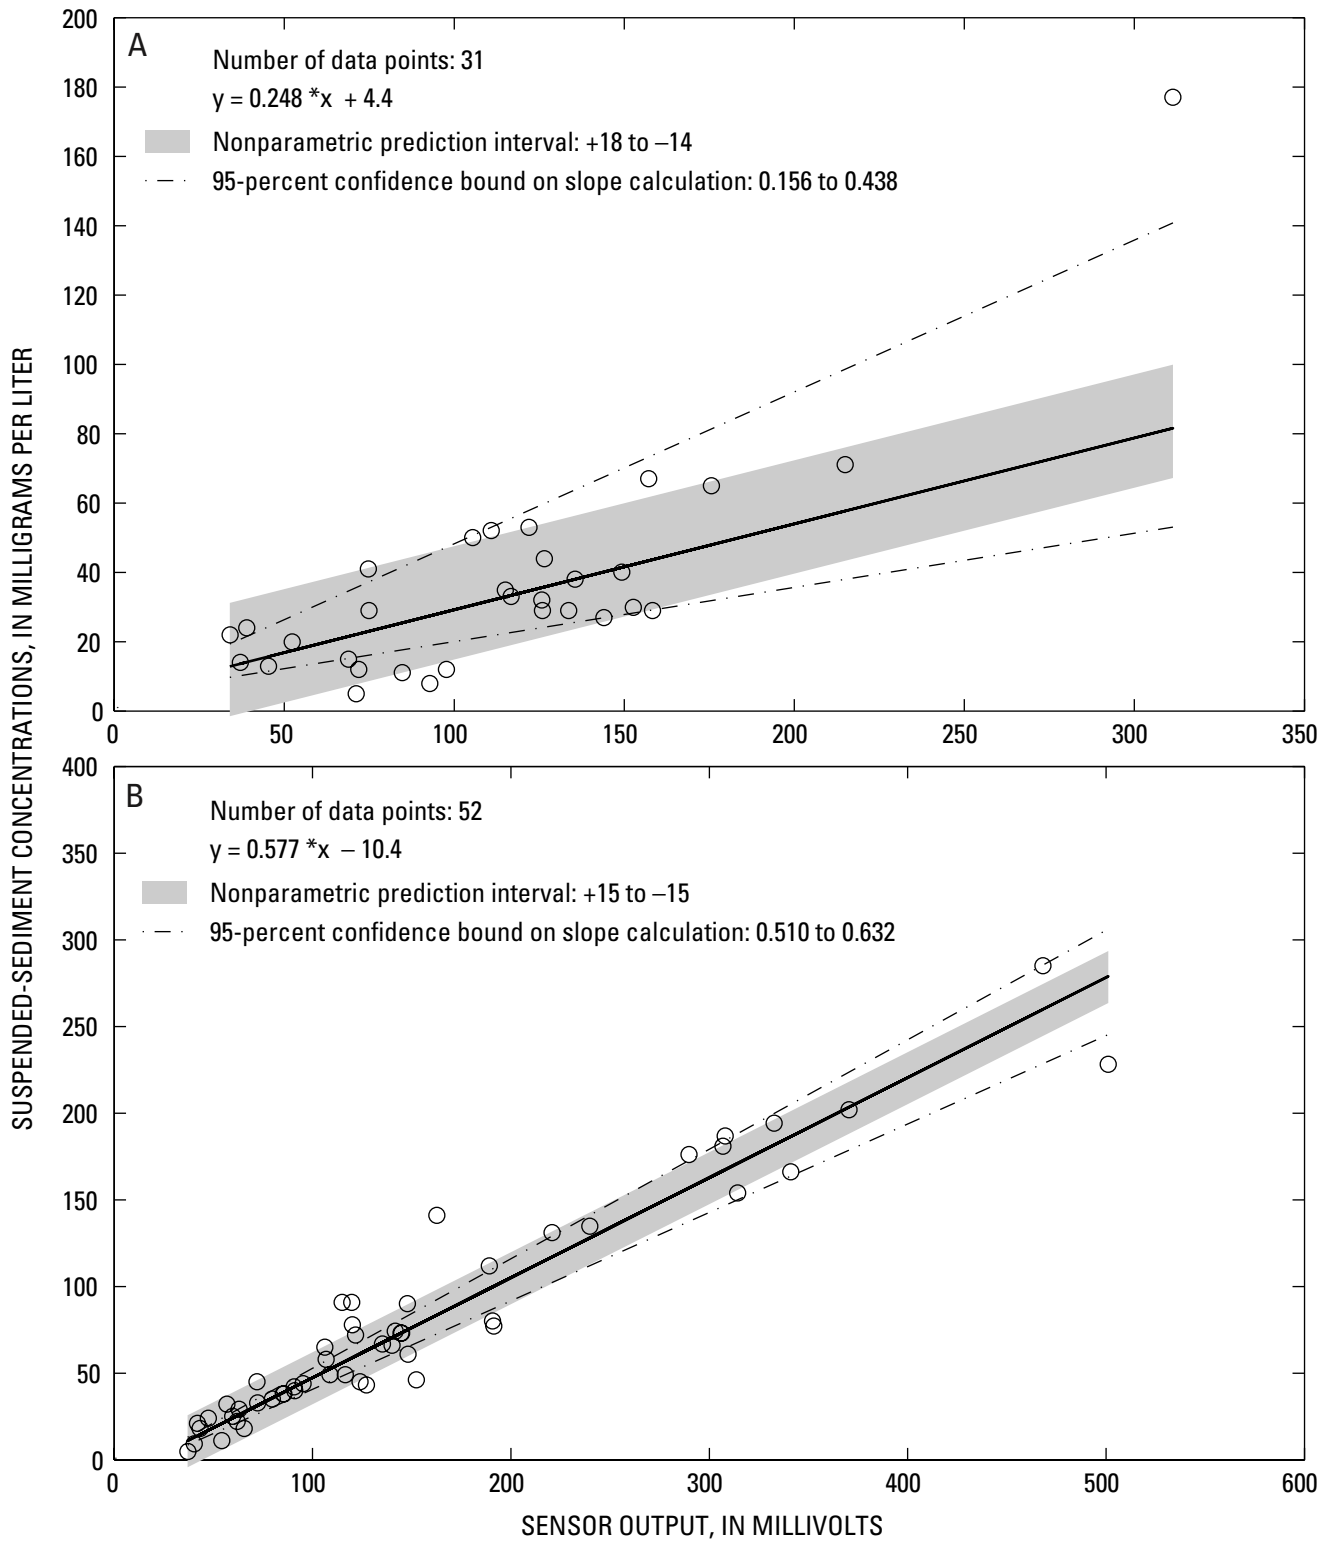 SUSPENDED-SEDIMENT CONCENTRATIONS, IN MILLIGRAMS PER LITER
A
Number of data points: 31
y = 0.248 *x + 4.4
Nonparametric prediction interval: +18 to –14
95-percent confidence bound on slope calculation: 0.156 to 0.438
200
180
160
140
120
100
80
60
40
20
0
0 50 100 150 200 250 300 350
B
Number of data points: 52
y = 0.577 *x – 10.4
Nonparametric prediction interval: +15 to –15
95-percent confidence bound on slope calculation: 0.510 to 0.632
400
350
300
250
200
150
100
50
0
0 100 200 300 400 500 600
SENSOR OUTPUT, IN MILLIVOLTS